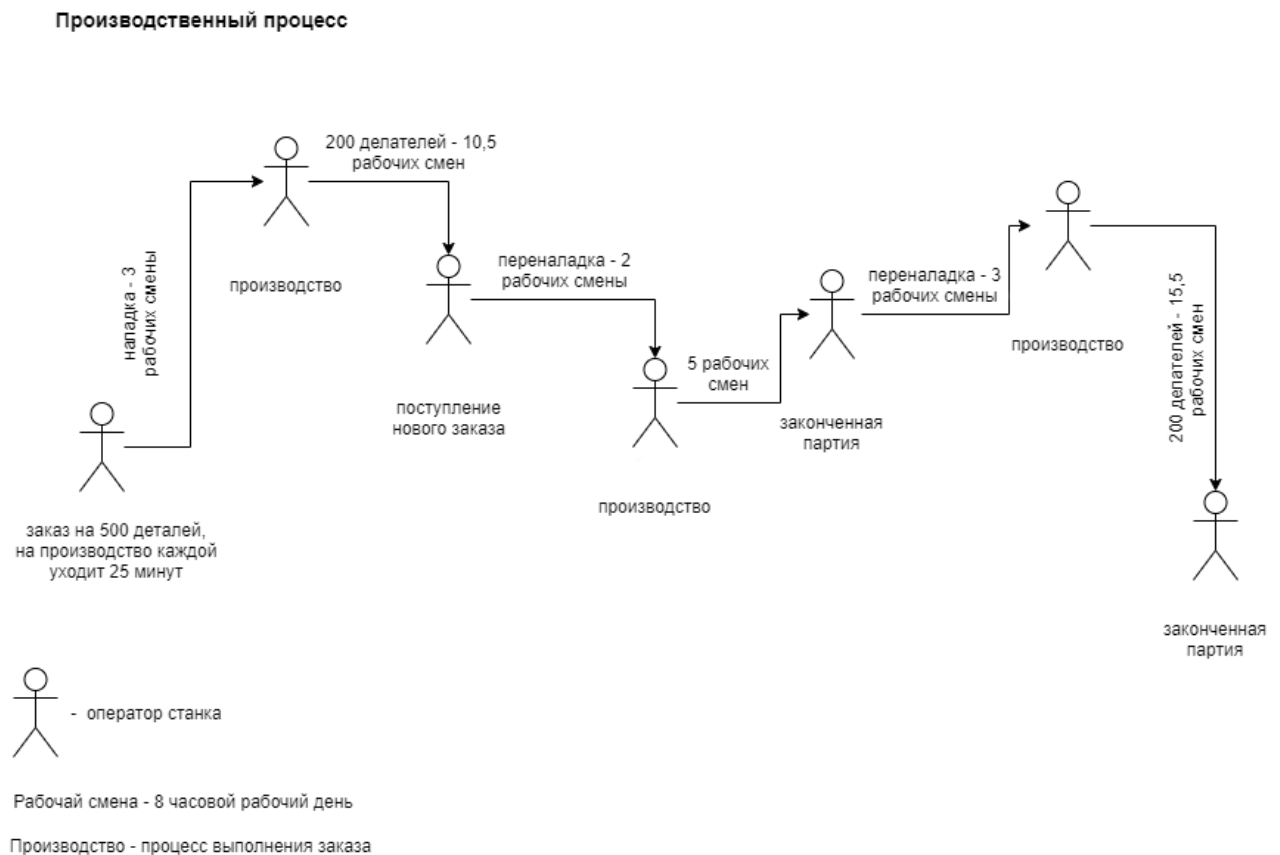 Производственный процесс
200 делателей - 10,5
рабочих смен
нападка - 3
рабочих смены
производство
переналадка - 2
рабочих смены
поступление
нового заказа
5 рабочих
смен
производство
переналадка - 3
рабочих смены
законченная
партия
производство
200 делателей - 15,5
рабочих смен
законченная
партия
заказ на 500 деталей,
на производство каждой
уходит 25 минут
- оператор станка
Рабочай смена - 8 часовой рабочий день
Производство - процесс выполнения заказа